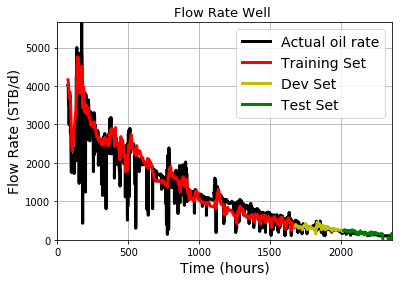 Flow Rate Well
Flow Rate (STB/d)
5000
4000
3000
2000
1000
0
Actual oil rate
Training Set
Dev Set
Test Set
0 500 1000 1500 2000
Time (hours)